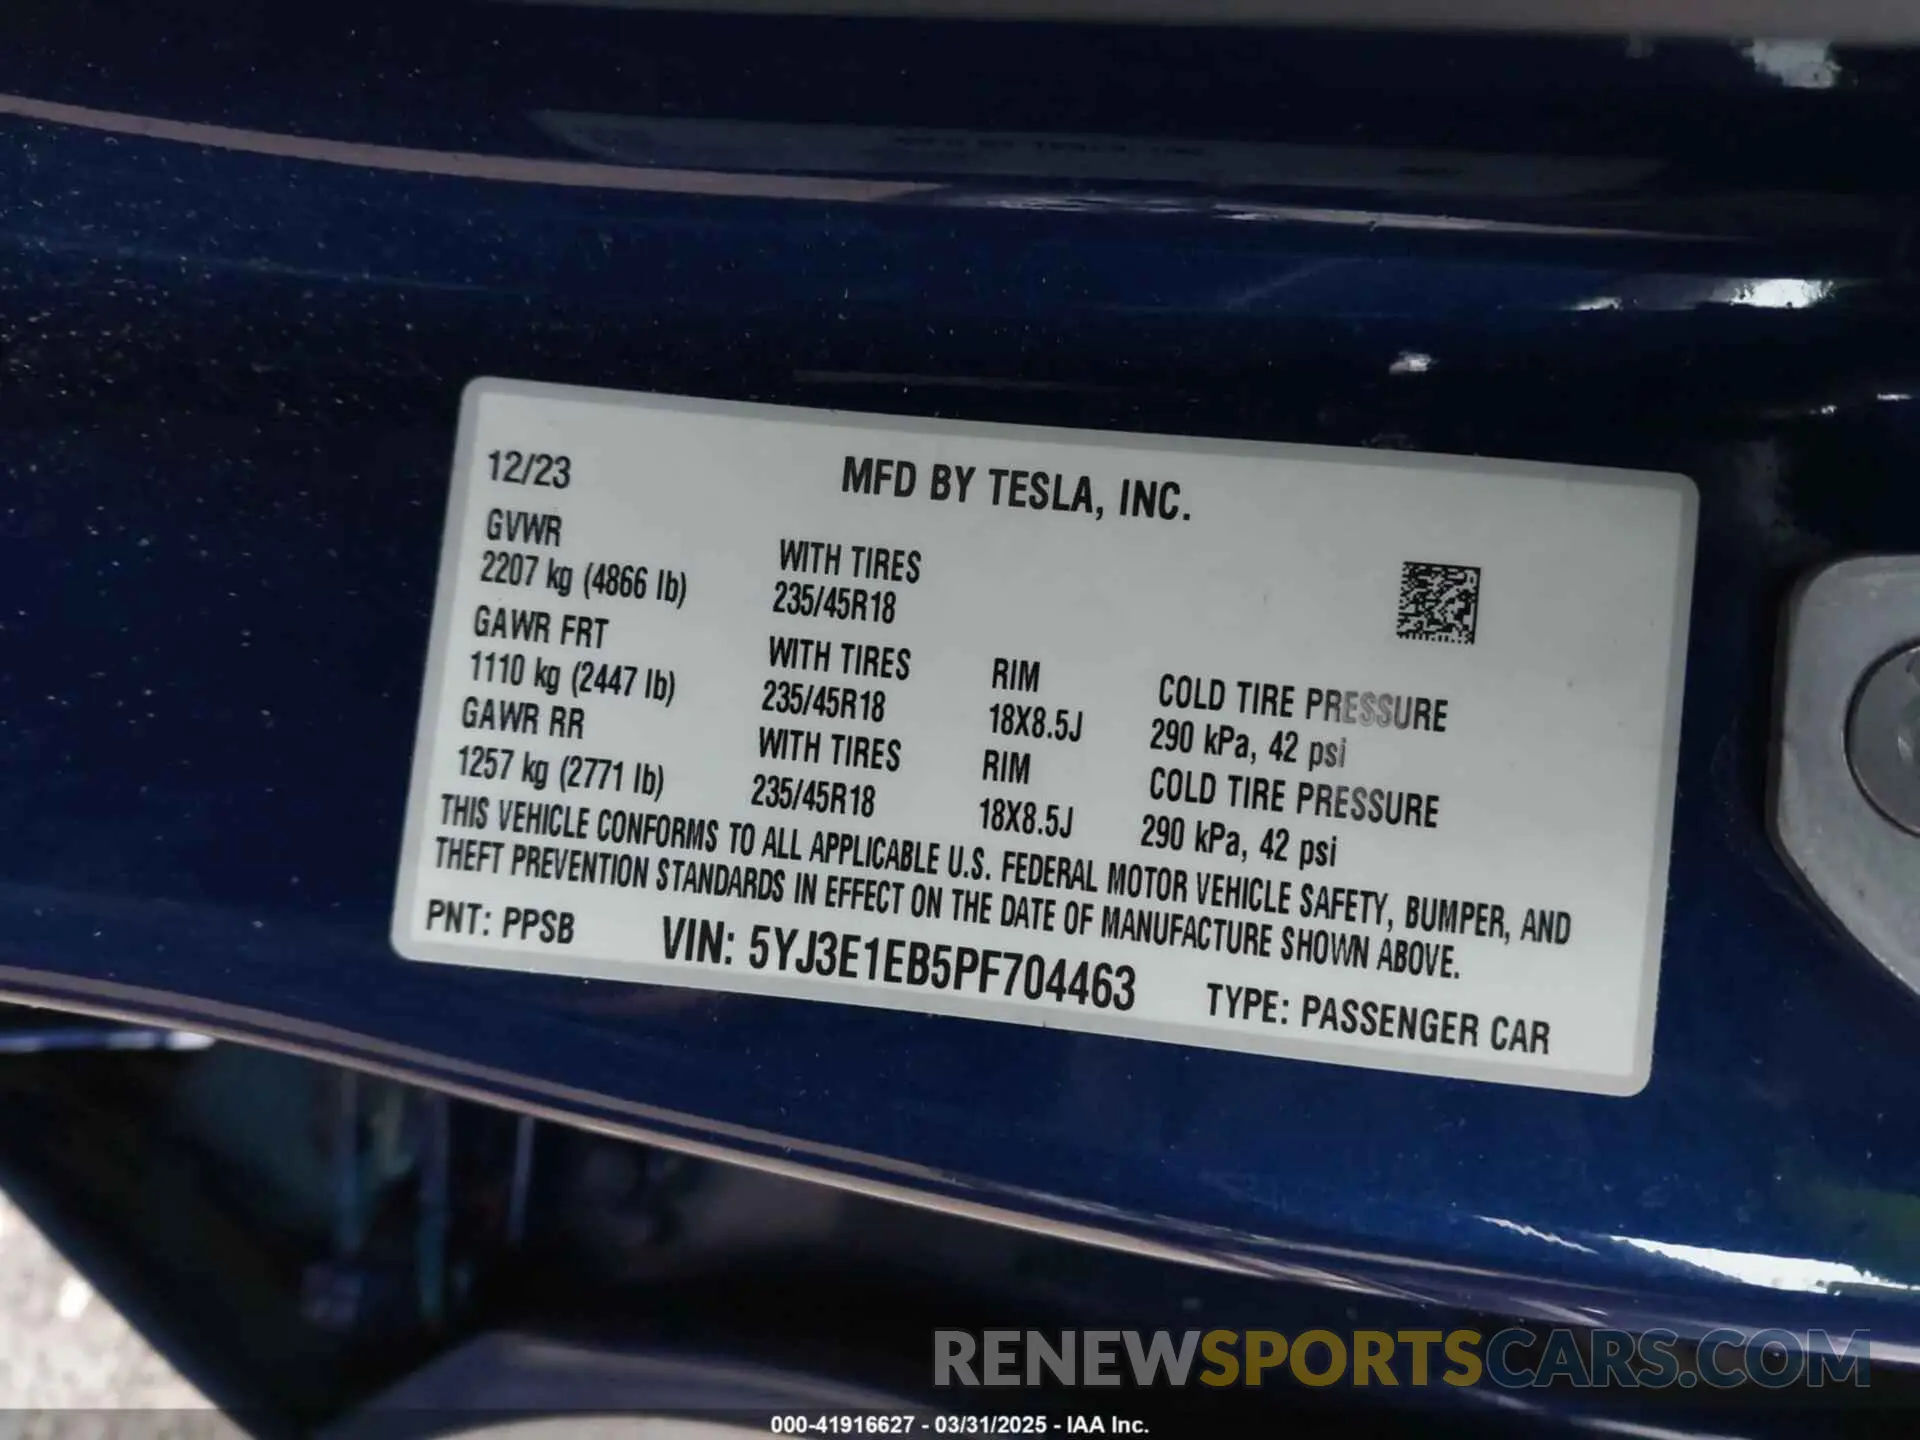 12/23 MFD BY TESLA, INC.
GVWR WITH TIRES
2207 kg (4866 lb) 235/45R18
GAWR FRT WITH TIRES RIM COLD TIRE PRESSURE
1110 kg (2447 lb) 235/45R18 18X8.5J 290 kPa, 42 psi
GAWR RR WITH TIRES RIM COLD TIRE PRESSURE
1257 kg (2771 lb) 235/45R18 18X8.5J 290 kPa, 42 psi
THIS VEHICLE CONFORMS TO ALL APPLICABLE U.S. FEDERAL MOTOR VEHICLE SAFETY, BUMPER, AND
THEFT PREVENTION STANDARDS IN EFFECT ON THE DATE OF MANUFACTURE SHOWN ABOVE.
PNT: PPSB VIN: 5YJ3E1EB5PF704463 TYPE: PASSENGER CAR
RENEWSPORTSCARS.COM
000-41916627 - 03/31/2025 - IAA Inc.